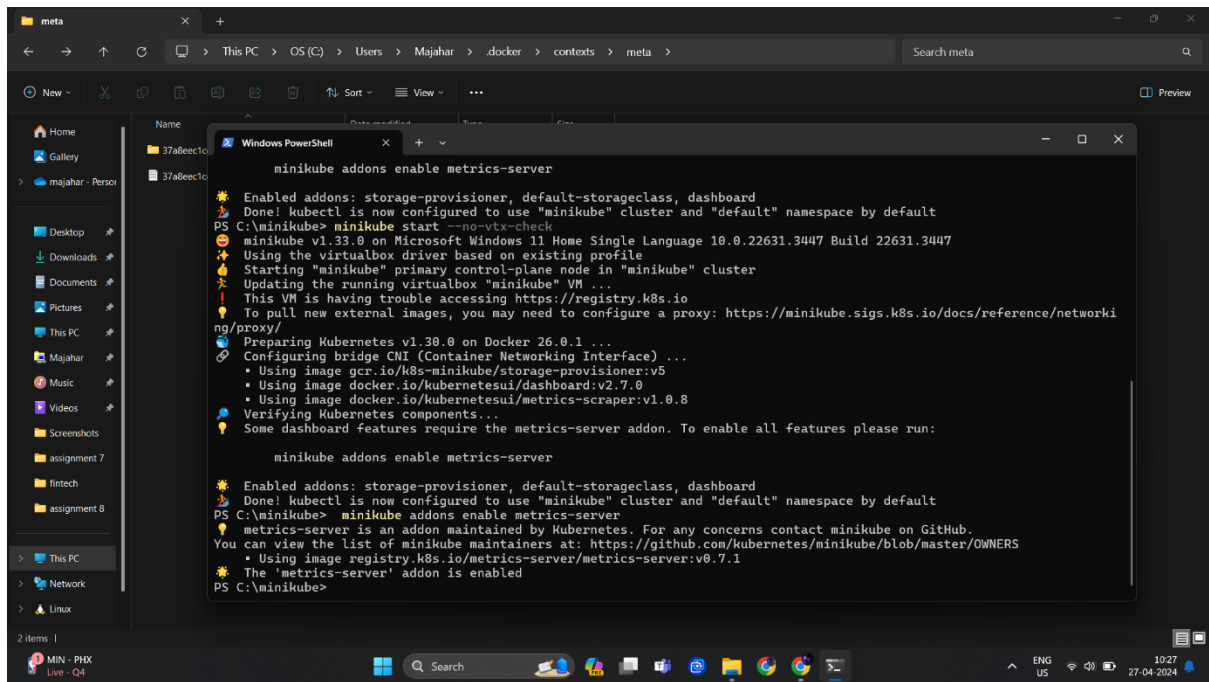 meta
This PC > OS (C:) > Users > Majahar > .docker > contexts > meta >
Search meta
New
Sort
View
Preview
Name
Home
Gallery
majahar - Persor
Desktop
Downloads
Documents
Pictures
This PC
Majahar
Music
Videos
Screenshots
assignment 7
fintech
assignment 8
This PC
Network
Linux
2 items
37a8eec1c
37a8eec1c
Windows PowerShell
minikube addons enable metrics-server
Enabled addons: storage-provisioner, default-storageclass, dashboard
Done! kubectl is now configured to use "minikube" cluster and "default" namespace by default
PS C:\minikube> minikube start --no-vtx-check
minikube v1.33.0 on Microsoft Windows 11 Home Single Language 10.0.22631.3447 Build 22631.3447
Using the virtualbox driver based on existing profile
Starting "minikube" primary control-plane node in "minikube" cluster
Updating the running virtualbox "minikube" VM ...
This VM is having trouble accessing https://registry.k8s.io
To pull new external images, you may need to configure a proxy: https://minikube.sigs.k8s.io/docs/reference/networki
ng/proxy/
Preparing Kubernetes v1.30.0 on Docker 26.0.1 ...
Configuring bridge CNI (Container Networking Interface) ...
▪ Using image gcr.io/k8s-minikube/storage-provisioner:v5
▪ Using image docker.io/kubernetesui/dashboard:v2.7.0
▪ Using image docker.io/kubernetesui/metrics-scraper:v1.0.8
Verifying Kubernetes components...
Some dashboard features require the metrics-server addon. To enable all features please run:
minikube addons enable metrics-server
Enabled addons: storage-provisioner, default-storageclass, dashboard
Done! kubectl is now configured to use "minikube" cluster and "default" namespace by default
PS C:\minikube> minikube addons enable metrics-server
metrics-server is an addon maintained by Kubernetes. For any concerns contact minikube on GitHub.
You can view the list of minikube maintainers at: https://github.com/kubernetes/minikube/blob/master/OWNERS
▪ Using image registry.k8s.io/metrics-server/metrics-server:v0.7.1
The 'metrics-server' addon is enabled
PS C:\minikube>
MIN - PHX
Live - Q4
Search
ENG
US
10:27
27-04-2024